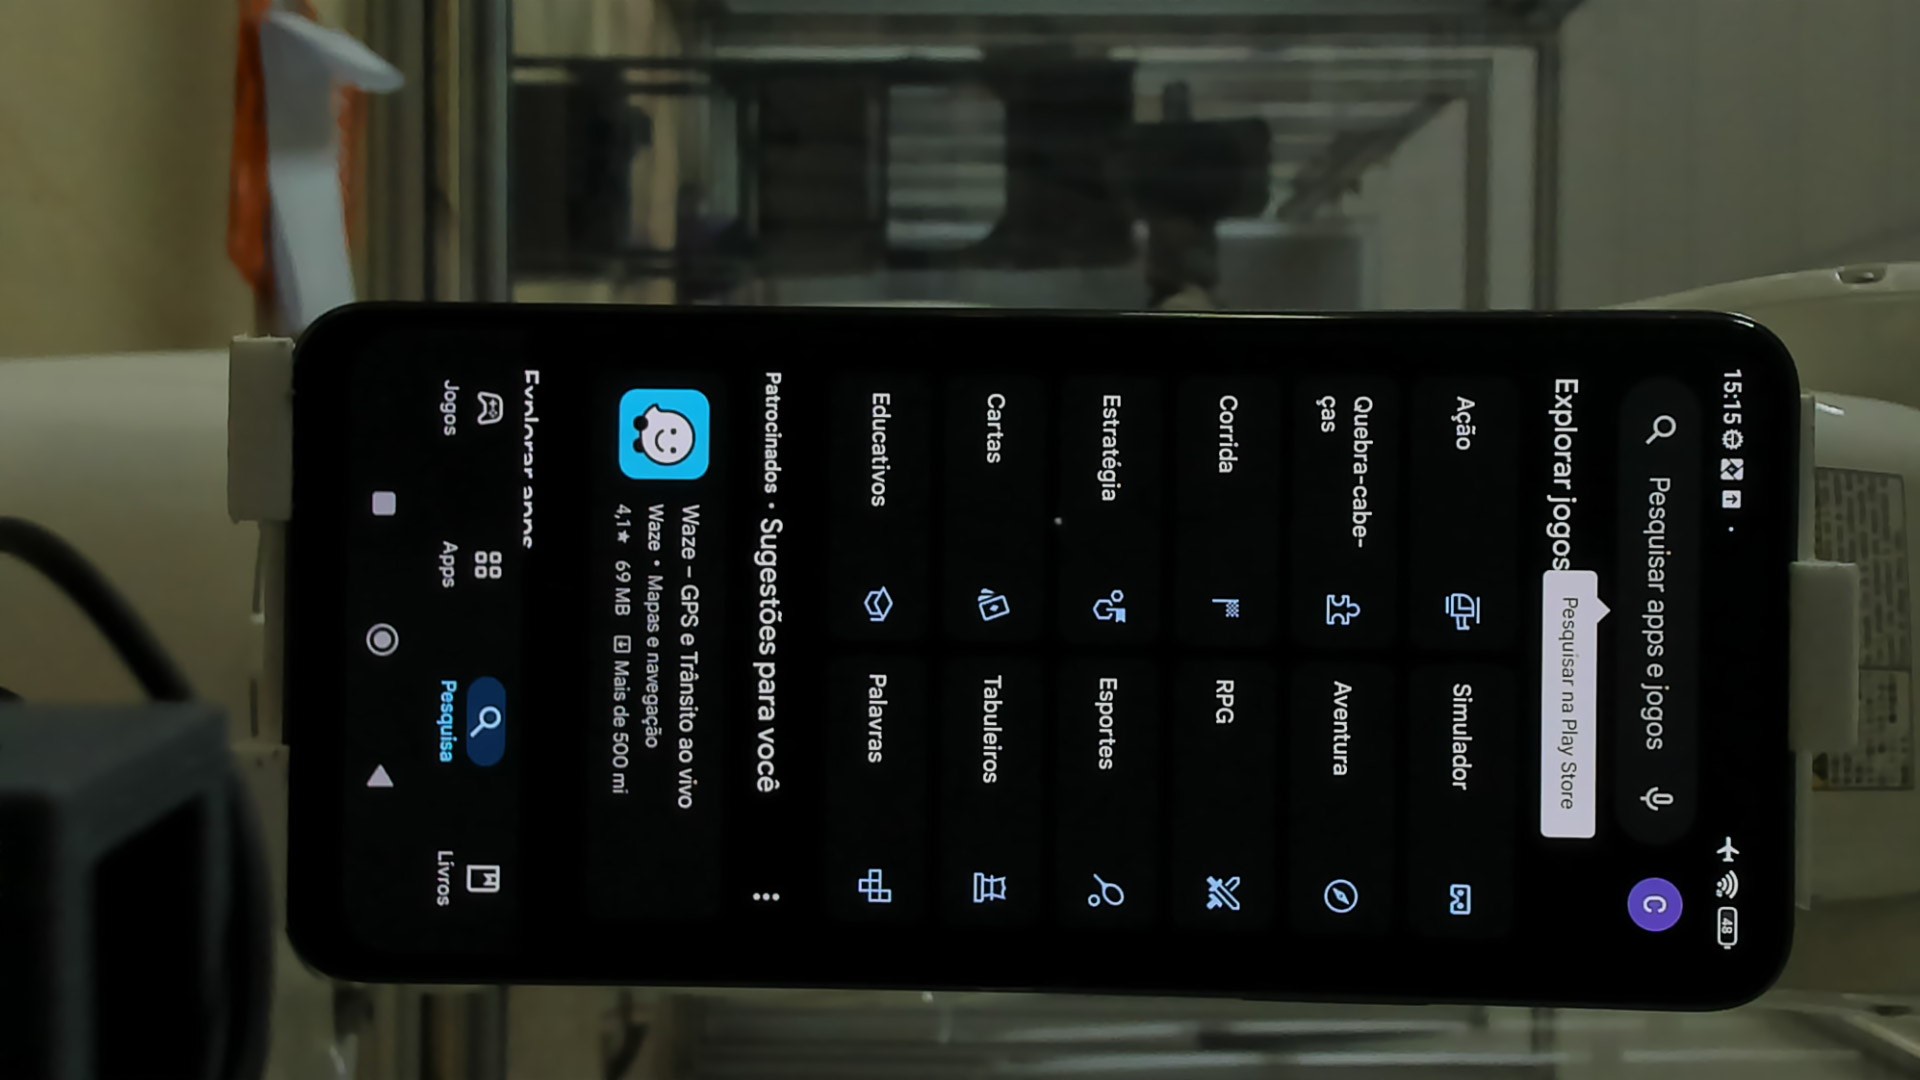 15:15
48
Pesquisar apps e jogos
C
Pesquisar na Play Store
Explorar jogos
Ação
Simulador
Quebra-cabe-
ças
Aventura
Corrida
RPG
Estratégia
Esportes
Cartas
Tabuleiros
Educativos
Palavras
Patrocinados • Sugestões para você
Waze – GPS e Trânsito ao vivo
Waze • Mapas e navegação
4,1★ 69 MB Mais de 500 mi
Explorar apps
Jogos
Apps
Pesquisa
Livros